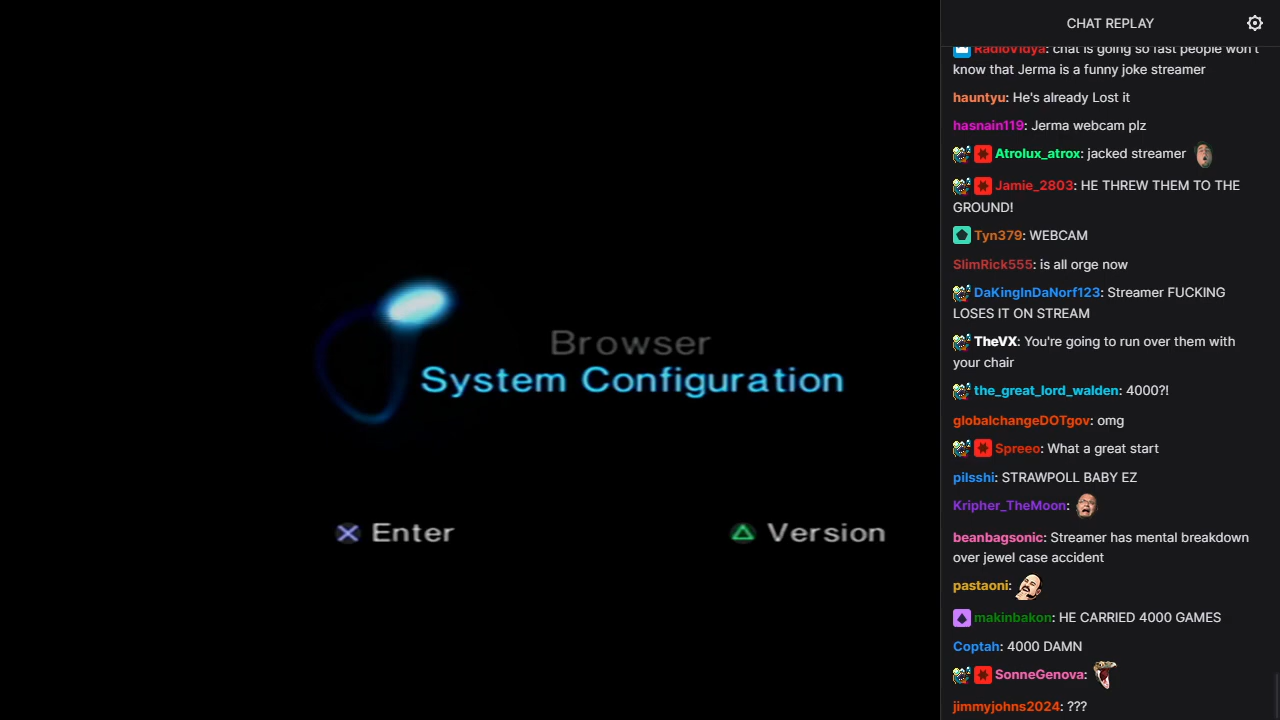 Browser
System Configuration
Enter
Version
CHAT REPLAY
RadioVidya: chat is going so fast people won't
know that Jerma is a funny joke streamer
hauntyu: He's already Lost it
hasnain119: Jerma webcam plz
Atrolux_atrox: jacked streamer
Jamie_2803: HE THREW THEM TO THE
GROUND!
Tyn379: WEBCAM
SlimRick555: is all orge now
DaKingInDaNorf123: Streamer FUCKING
LOSES IT ON STREAM
TheVX: You're going to run over them with
your chair
the_great_lord_walden: 4000?!
globalchangeDOTgov: omg
Spreeo: What a great start
pilsshi: STRAWPOLL BABY EZ
Kripher_TheMoon:
beanbagsonic: Streamer has mental breakdown
over jewel case accident
pastaoni:
makinbakon: HE CARRIED 4000 GAMES
Coptah: 4000 DAMN
SonneGenova:
jimmyjohns2024: ???